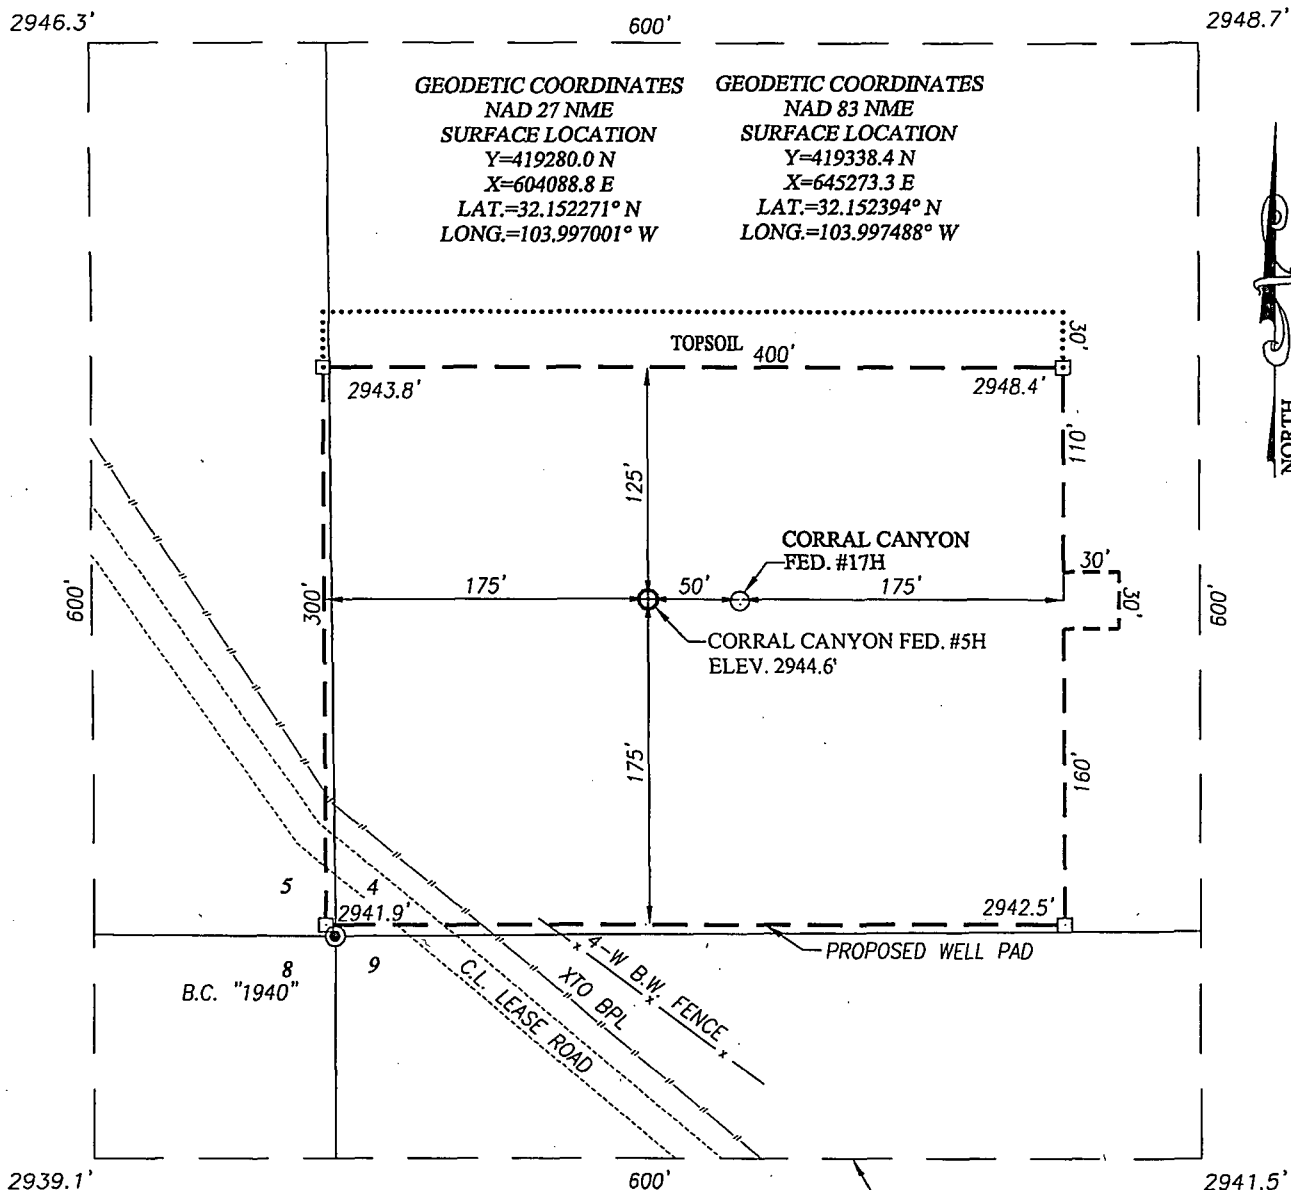 2946.3'
600'
2948.7'
GEODETIC COORDINATES
NAD 27 NME
SURFACE LOCATION
Y=419280.0 N
X=604088.8 E
LAT.=32.152271° N
LONG.=103.997001° W
GEODETIC COORDINATES
NAD 83 NME
SURFACE LOCATION
Y=419338.4 N
X=645273.3 E
LAT.=32.152394° N
LONG.=103.997488° W
NORTH
TOPSOIL
400'
30'
2943.8'
2948.4'
110'
125'
CORRAL CANYON
FED. #17H
30'
30'
600'
300'
175'
50'
175'
600'
CORRAL CANYON FED. #5H
ELEV. 2944.6'
175'
160'
5
4
2941.9'
2942.5'
PROPOSED WELL PAD
8
9
B.C. "1940"
4-W B.W. FENCE
XTO BPL
C.L. LEASE ROAD
2939.1'
600'
2941.5'